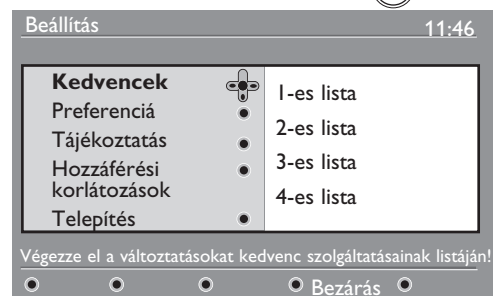 Beállítás 11:46
Kedvencek
Preferenciá
Tájékoztatás
Hozzáférési
korlátozások
Telepítés
1-es lista
2-es lista
3-es lista
4-es lista
Végezze el a változtatásokat kedvenc szolgáltatásainak listáján!
Bezárás